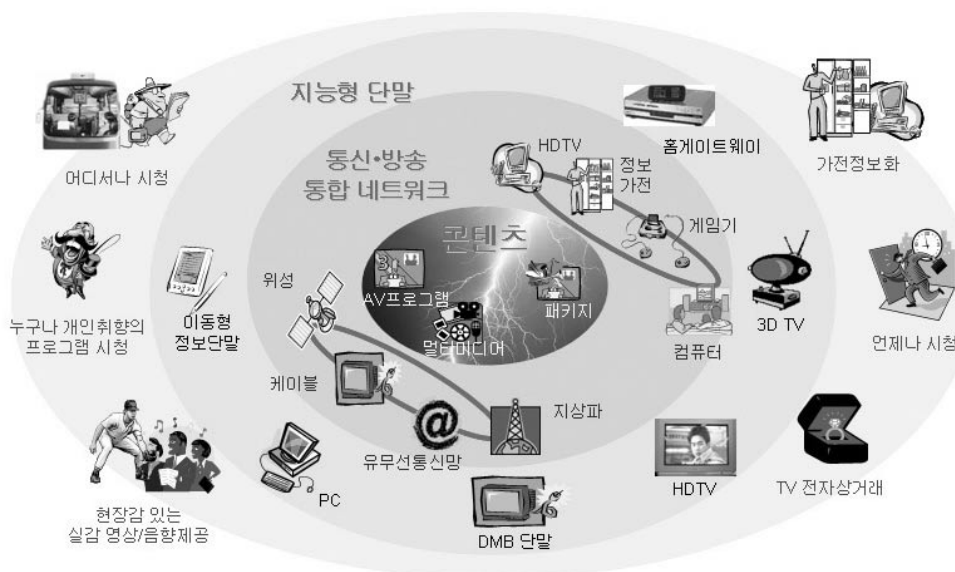 지능형 단말
통신•방송
통합 네트워크
콘텐츠
AV프로그램
패키지
멀티미디어
HDTV
정보
가전
게임기
컴퓨터
위성
케이블
유무선통신망
@
지상파
홈게이트웨이
3D TV
HDTV
DMB 단말
PC
이동형
정보단말
어디서나 시청
누구나 개인취향의
프로그램 시청
현장감 있는
실감 영상/음향제공
가전정보화
언제나 시청
TV 전자상거래